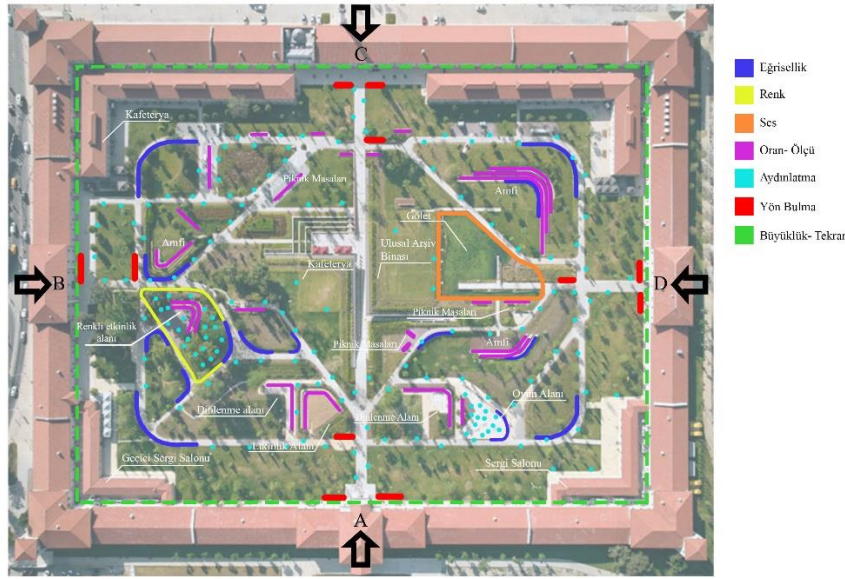 C
Kafeterya
Piknik Masaları
Amfi
Gölet
Amfi
Ulusal Arşiv
Binası
B
Kafeterya
D
Renkli etkinlik
alanı
Piknik Masaları
Piknik Masaları
Amfi
Dinlenme alanı
Dinlenme Alanı
Oyun Alanı
Etkinlik Alanı
Geçici Sergi Salonu
Sergi Salonu
A
Eğrisellik
Renk
Ses
Oran- Ölçü
Aydınlatma
Yön Bulma
Büyüklük- Tekrar